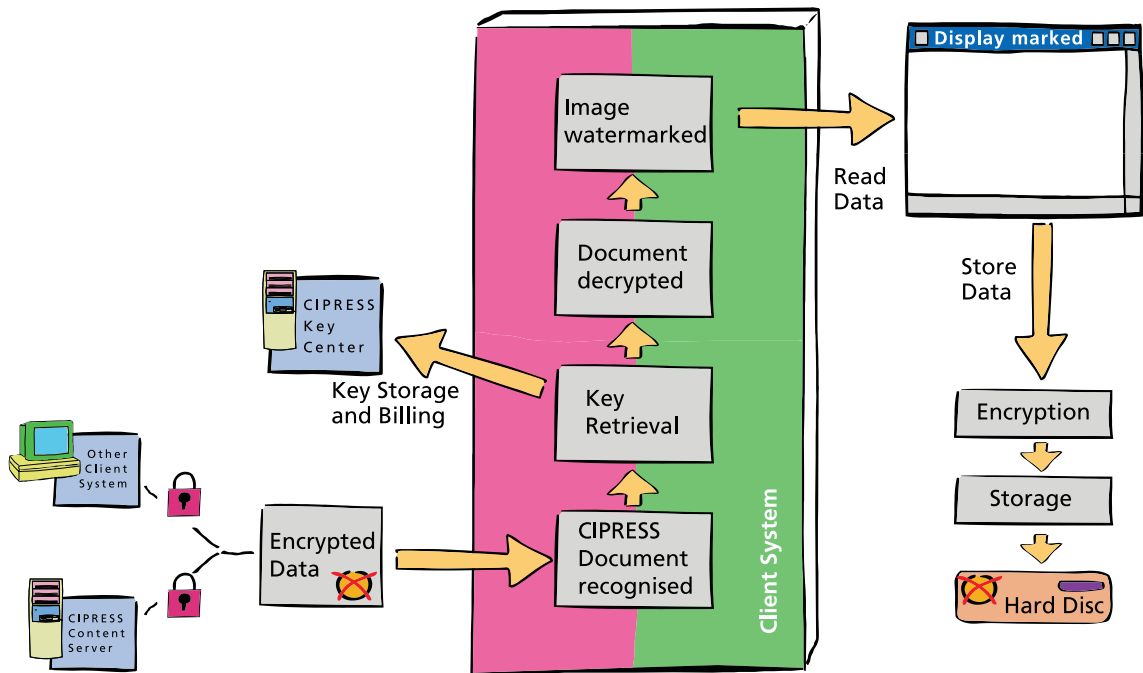 Display marked
Image
watermarked
Read
Data
Document
decrypted
Store
Data
CIPRESS
Key
Center
Key Storage
and Billing
Key
Retrieval
Encryption
Other
Client
System
Storage
Encrypted
Data
CIPRESS
Document
recognised
Client System
Hard Disc
CIPRESS
Content
Server